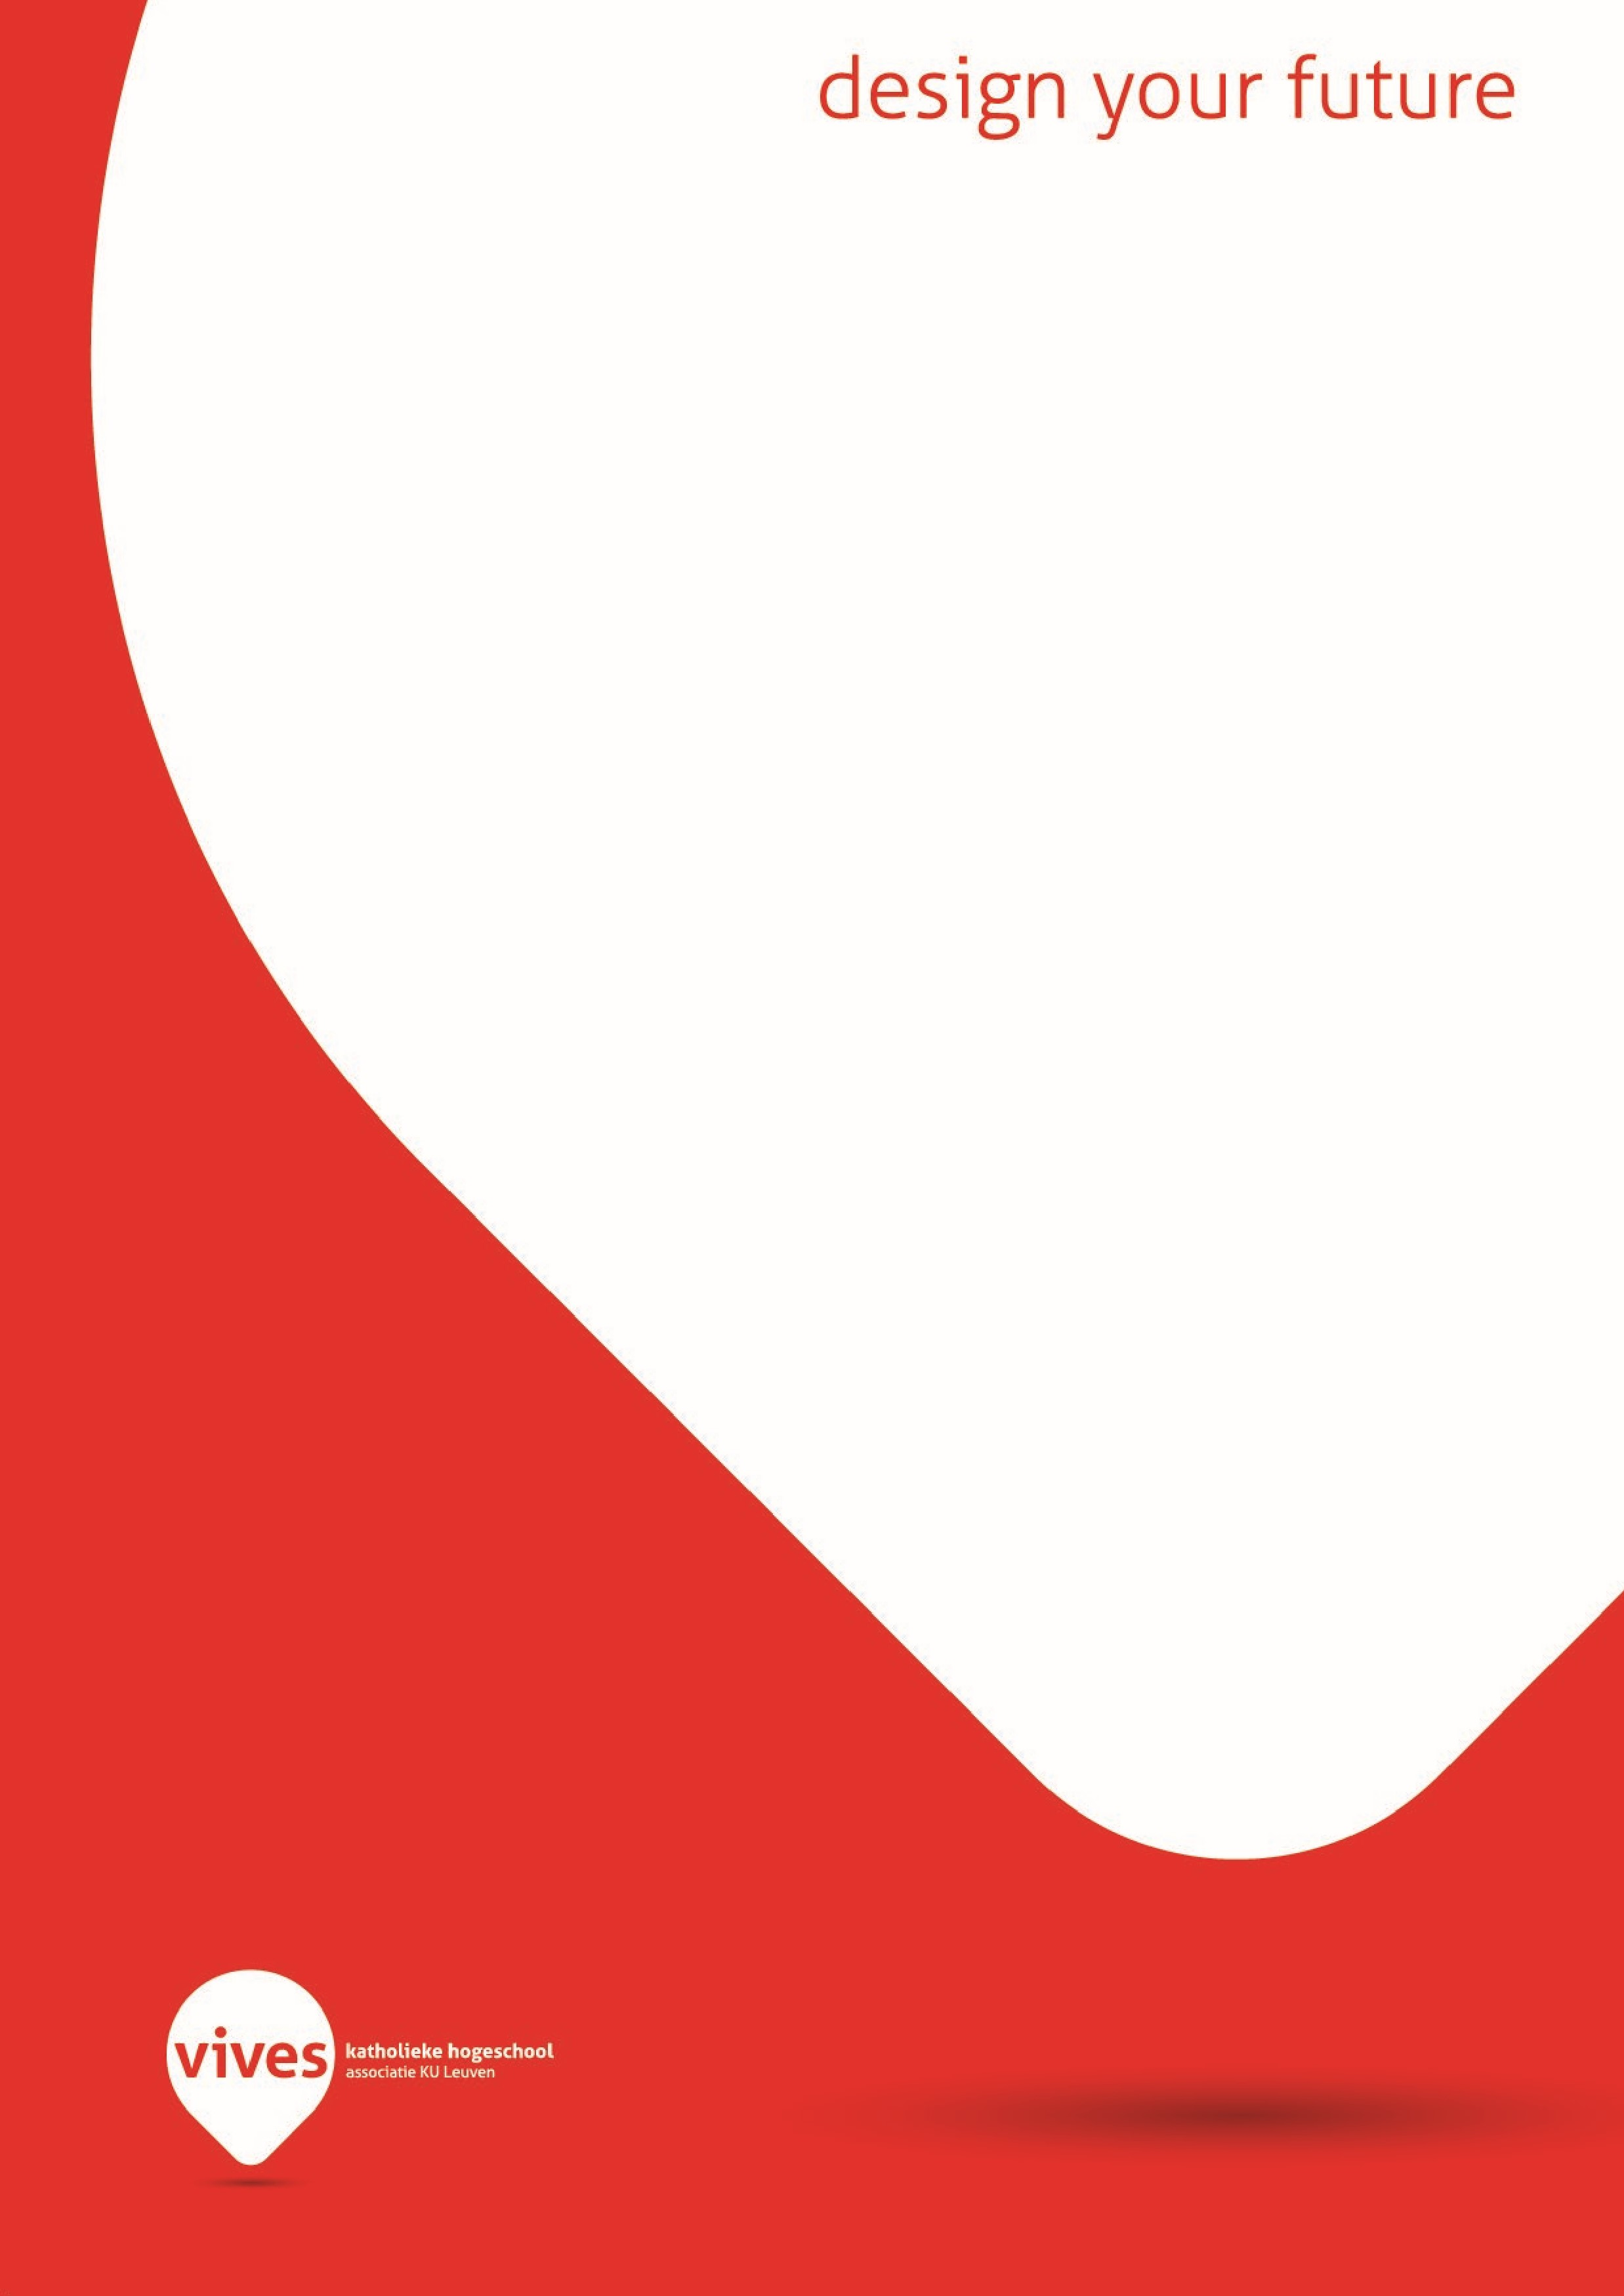 design your future
vives
katholieke hogeschool
associatie KU Leuven